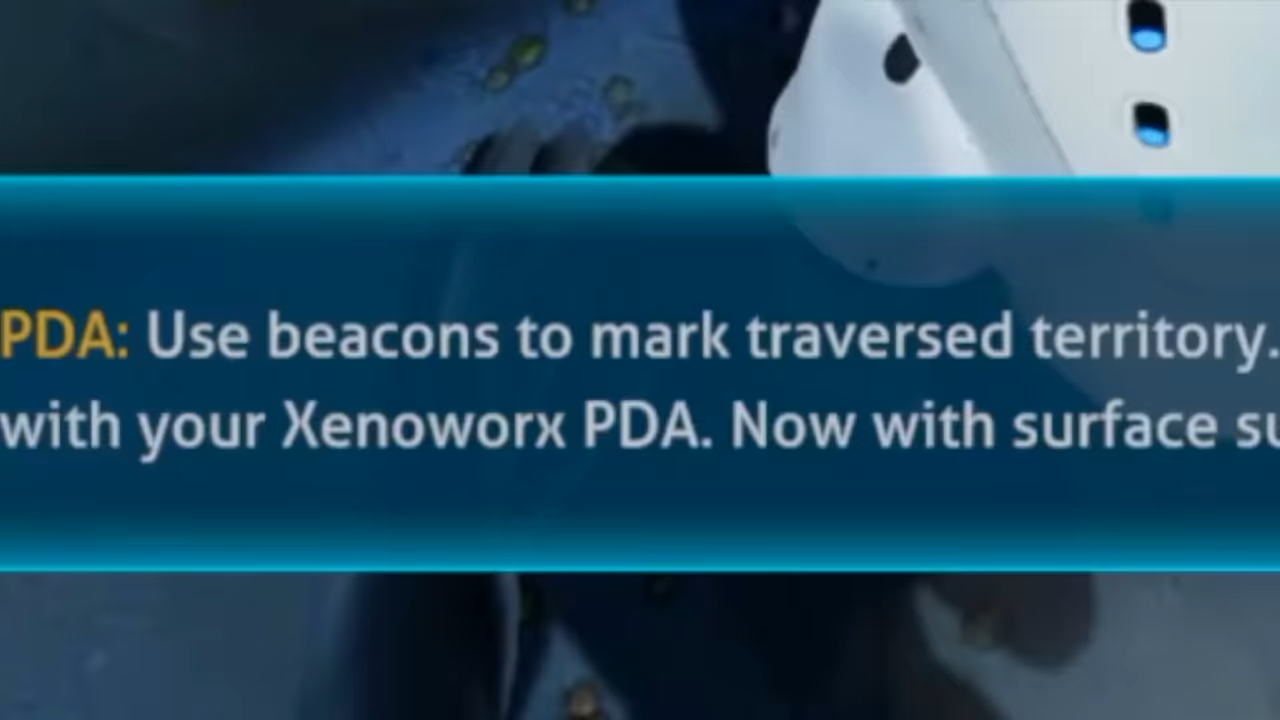 PDA: Use beacons to mark traversed territory.
with your Xenoworx PDA. Now with surface